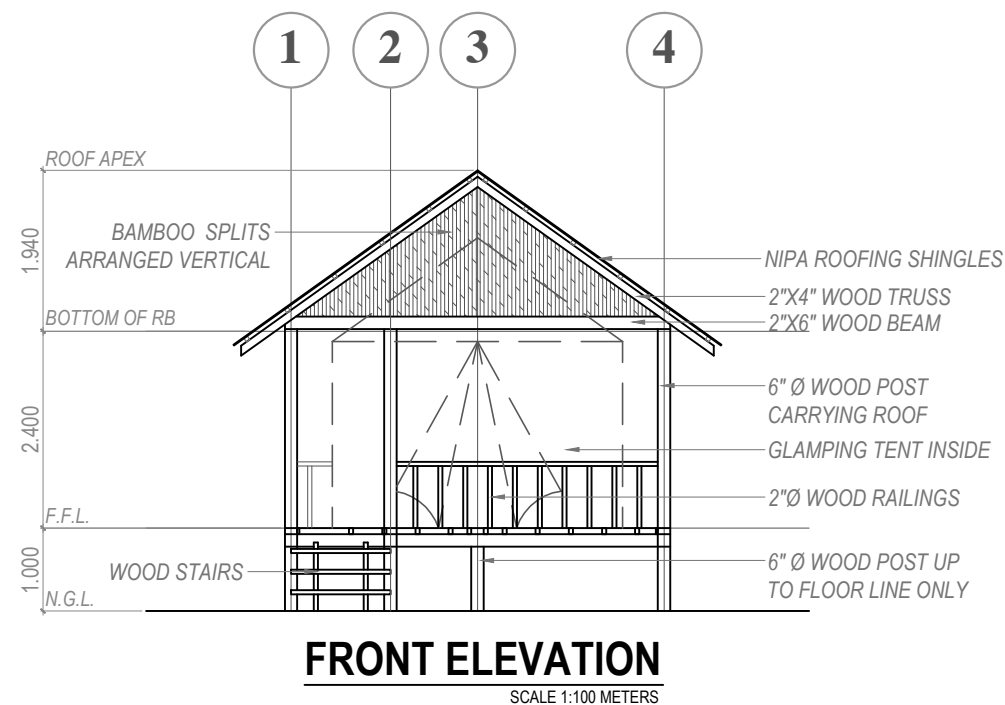 1 2 3 4
ROOF APEX
BAMBOO SPLITS
ARRANGED VERTICAL
1.940
NIPA ROOFING SHINGLES
2"X4" WOOD TRUSS
BOTTOM OF RB
2"X6" WOOD BEAM
6" Ø WOOD POST
CARRYING ROOF
2.400
GLAMPING TENT INSIDE
2"Ø WOOD RAILINGS
F.F.L.
1.000
WOOD STAIRS
6" Ø WOOD POST UP
TO FLOOR LINE ONLY
N.G.L.
FRONT ELEVATION
SCALE 1:100 METERS